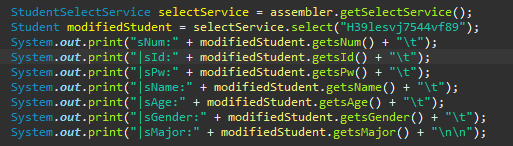 StudentSelectService selectService = assembler.getSelectService();
Student modifiedStudent = selectService.select("H39lesvj7544vf89");
System.out.print("sNum:" + modifiedStudent.getsNum() + "\t");
System.out.print("|sId:" + modifiedStudent.getsId() + "\t");
System.out.print("|sPw:" + modifiedStudent.getsPw() + "\t");
System.out.print("|sName:" + modifiedStudent.getsName() + "\t");
System.out.print("|sAge:" + modifiedStudent.getsAge() + "\t");
System.out.print("|sGender:" + modifiedStudent.getsGender() + "\t");
System.out.print("|sMajor:" + modifiedStudent.getsMajor() + "\n\n");